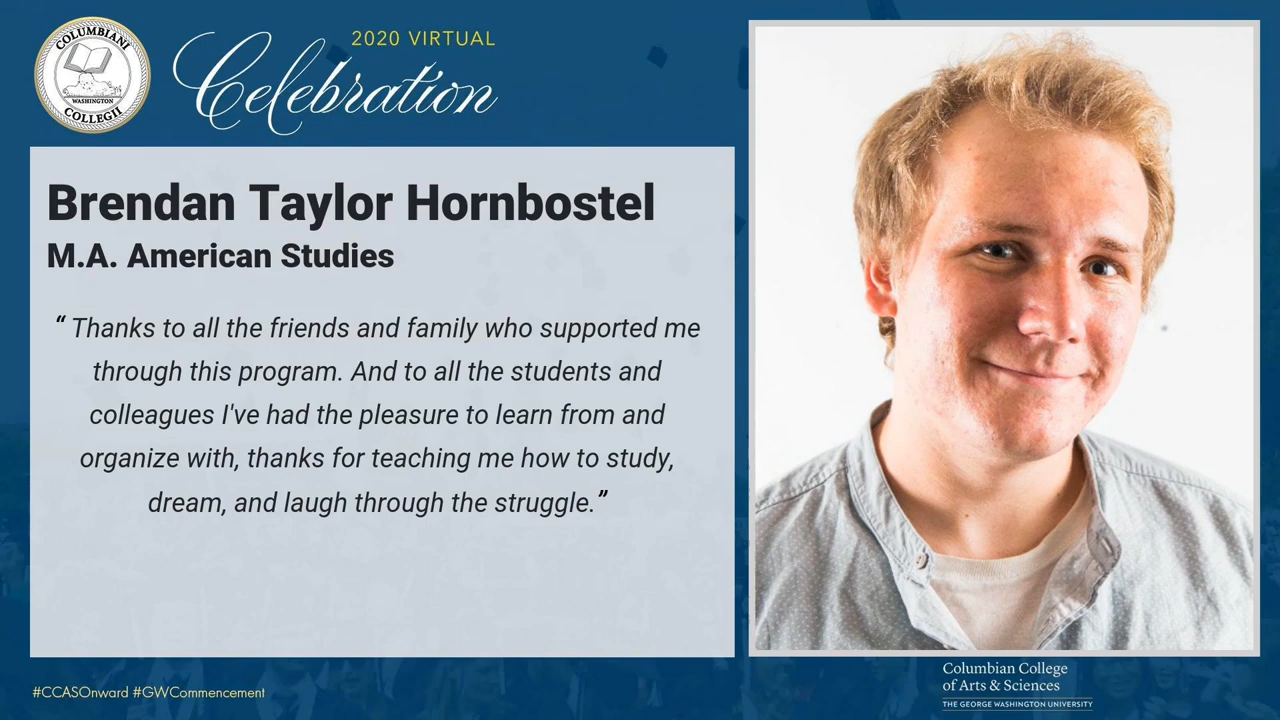 COLUMBIANI
WASHINGTON
COLLEGII
2020 VIRTUAL
Celebration
Brendan Taylor Hornbostel
M.A. American Studies
“ Thanks to all the friends and family who supported me
through this program. And to all the students and
colleagues I've had the pleasure to learn from and
organize with, thanks for teaching me how to study,
dream, and laugh through the struggle.”
#CCASOnward #GWCommencement
Columbian College
of Arts & Sciences
THE GEORGE WASHINGTON UNIVERSITY